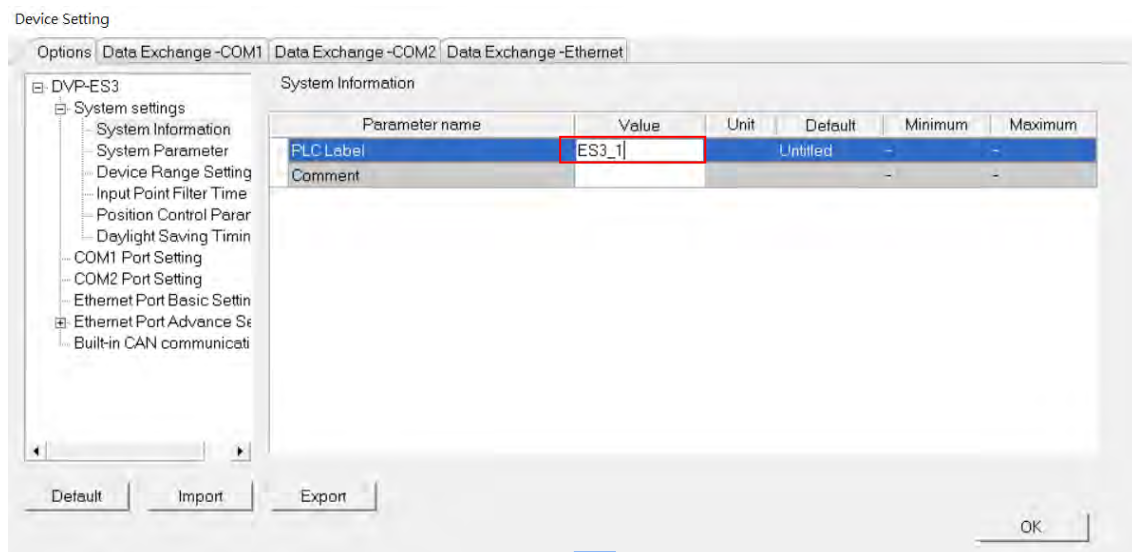 Device Setting
Options Data Exchange -COM1 Data Exchange -COM2 Data Exchange -Ethernet
DVP-ES3
System settings
System Information
System Parameter
Device Range Setting
Input Point Filter Time
Position Control Parar
Daylight Saving Timin
COM1 Port Setting
COM2 Port Setting
Ethernet Port Basic Settin
Ethernet Port Advance Se
Built-in CAN communicati
System Information
Parameter name Value Unit Default Minimum Maximum
PLC Label ES3_1 Untitled - -
Comment - -
Default Import Export
OK